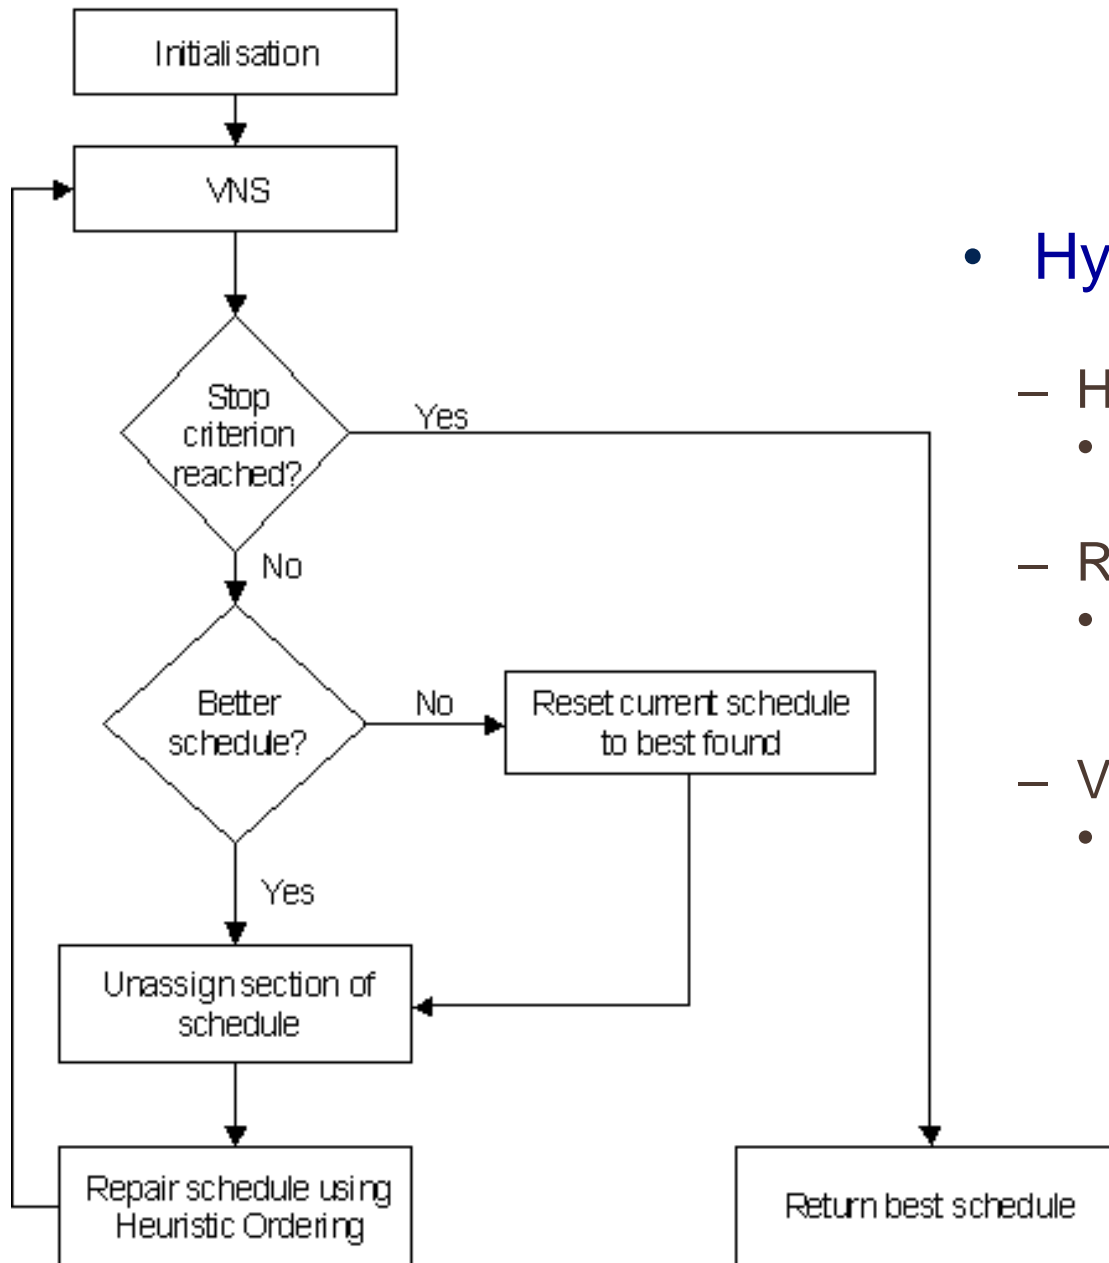 Initialisation
VNS
Stop
criterion
reached?
Yes
No
Better
schedule?
No
Reset current schedule
to best found
Yes
Unassign section of
schedule
Repair schedule using
Heuristic Ordering
Return best schedule
• Hy
– H
•
– R
•
– V
•